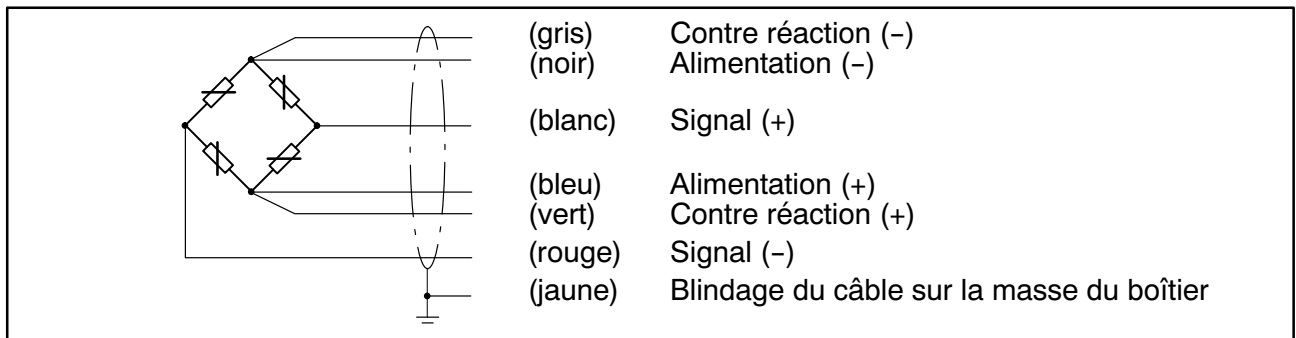 (gris) Contre réaction (–)
(noir) Alimentation (–)
(blanc) Signal (+)
(bleu) Alimentation (+)
(vert) Contre réaction (+)
(rouge) Signal (–)
(jaune) Blindage du câble sur la masse du boîtier